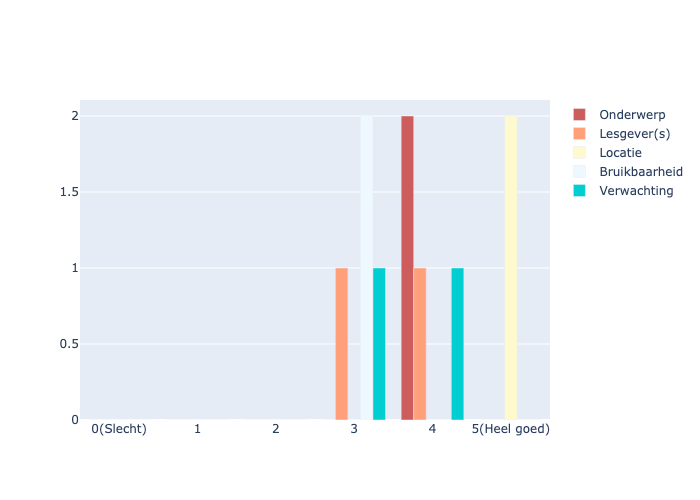 2
1.5
1
0.5
0
0(Slecht)
1
2
3
4
5(Heel goed)
Onderwerp
Lesgever(s)
Locatie
Bruikbaarheid
Verwachting